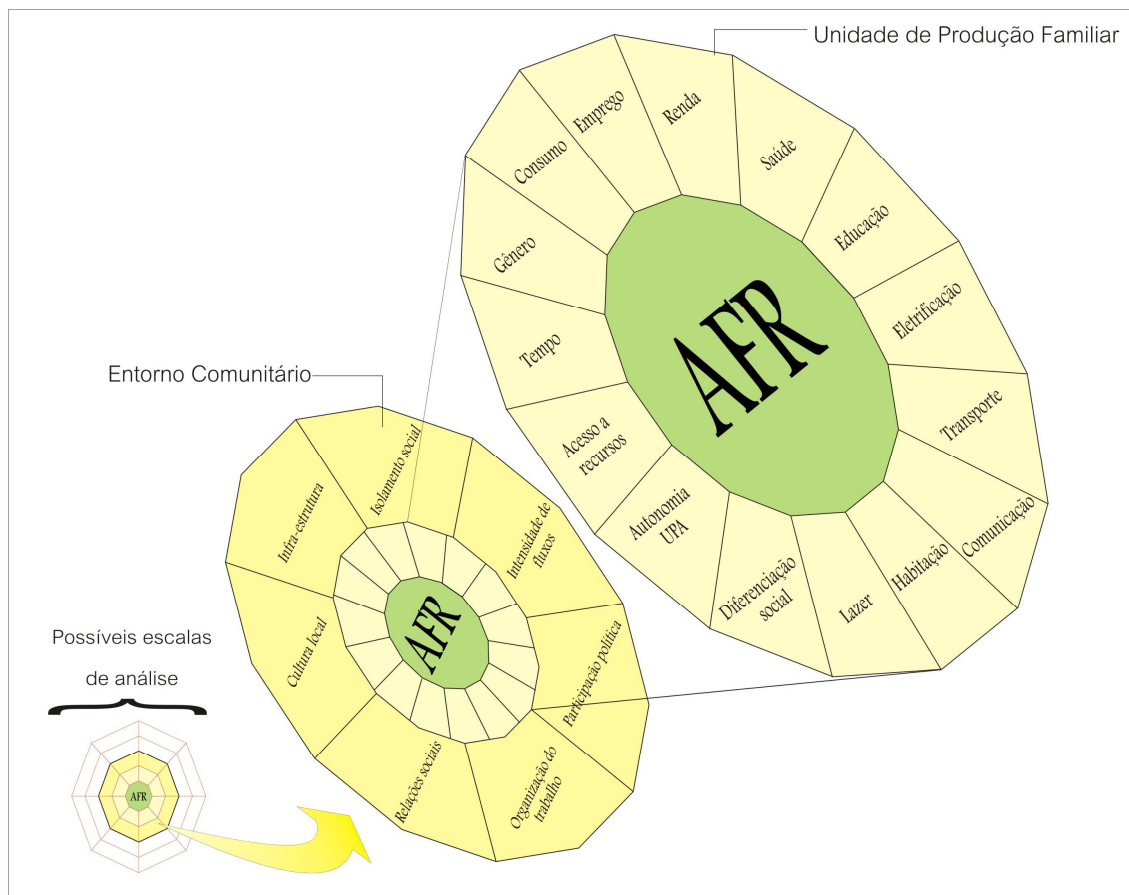 Unidade de Produção Familiar
Emprego
Renda
Consumo
Saúde
Gênero
Educação
Eletrificação
Tempo
AFR
Transporte
Acesso a
recursos
Autonomia
UPA
Comunicação
Habitação
Diferenciação
social
Lazer
Entorno Comunitário
Isolamento social
Infra-estrutura
Intensidade de
fluxos
AFR
Cultura local
Participação política
Relações sociais
Organização do
trabalho
Possíveis escalas
de análise
AFR